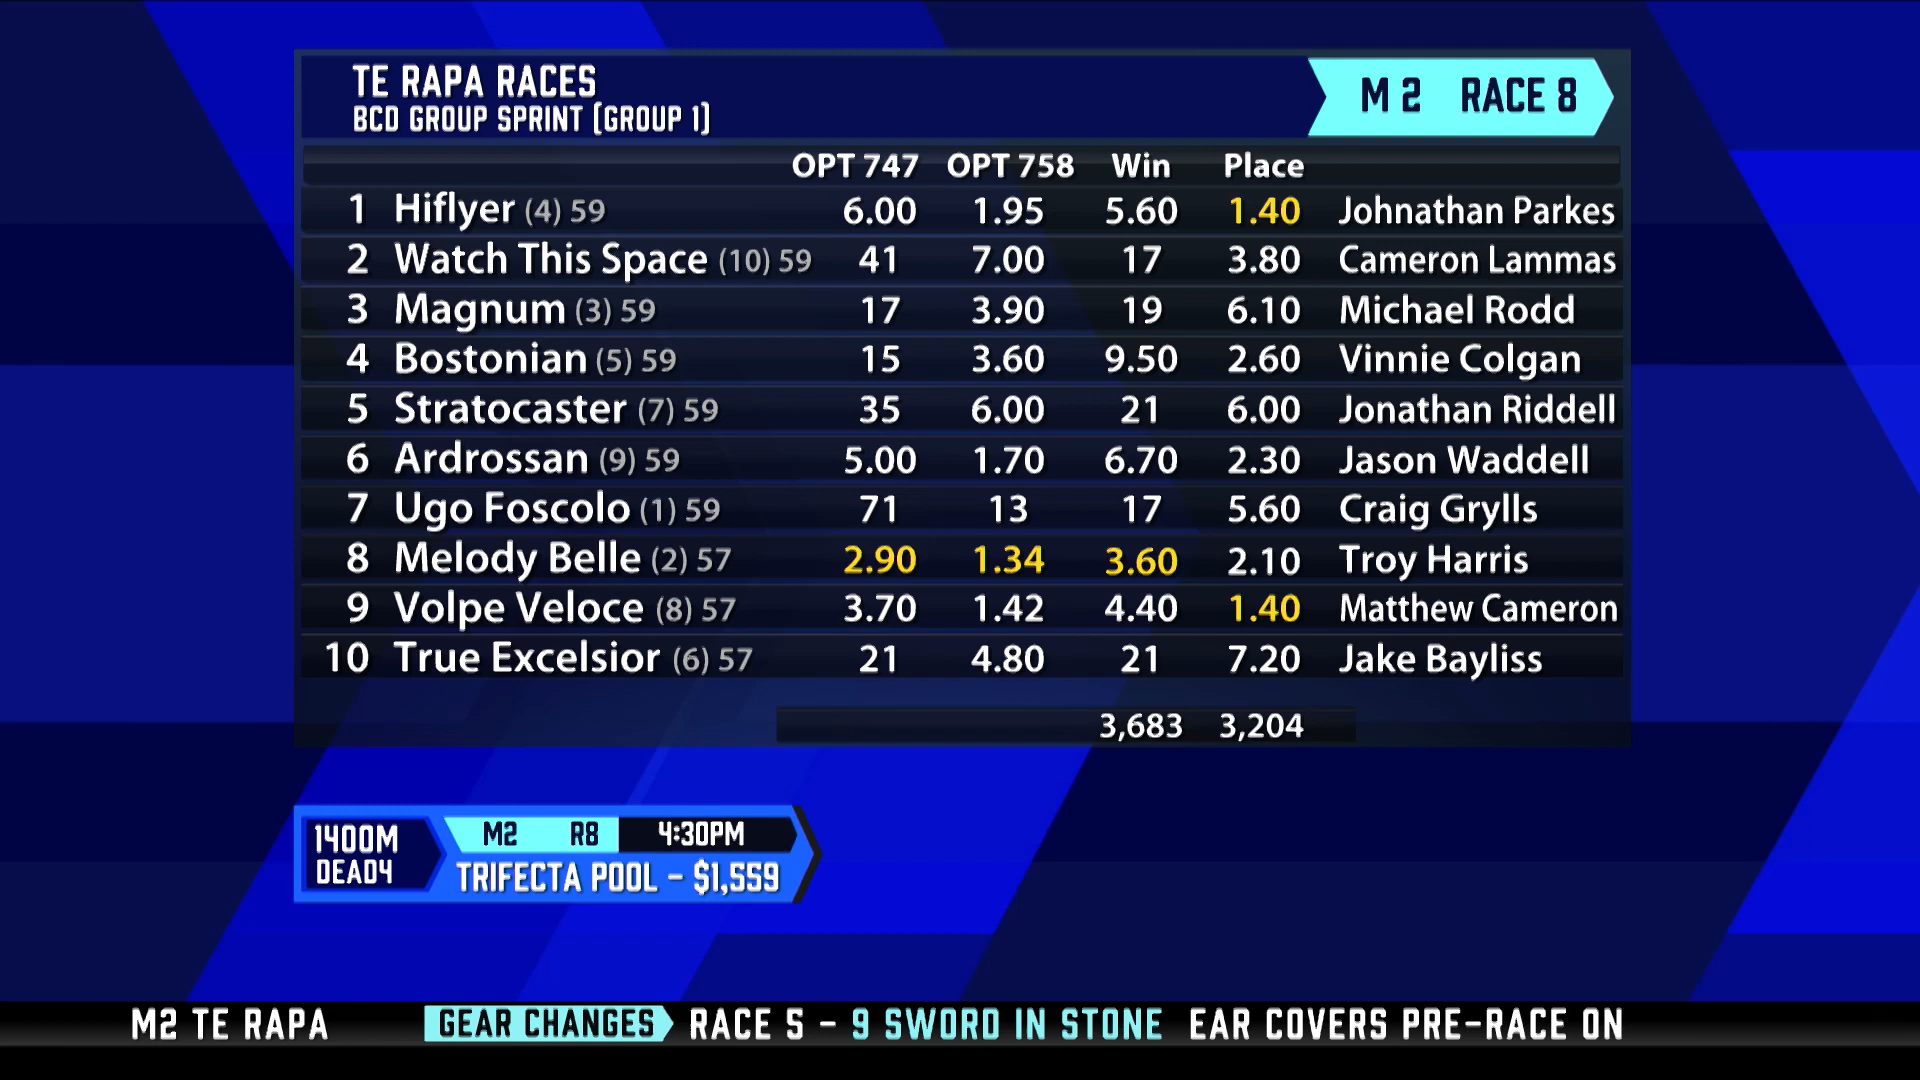 TE RAPA RACES
BCD GROUP SPRINT (GROUP 1)
M 2 RACE 8
OPT 747 OPT 758 Win Place
1 Hiflyer (4) 59 6.00 1.95 5.60 1.40 Johnathan Parkes
2 Watch This Space (10) 59 41 7.00 17 3.80 Cameron Lammas
3 Magnum (3) 59 17 3.90 19 6.10 Michael Rodd
4 Bostonian (5) 59 15 3.60 9.50 2.60 Vinnie Colgan
5 Stratocaster (7) 59 35 6.00 21 6.00 Jonathan Riddell
6 Ardrossan (9) 59 5.00 1.70 6.70 2.30 Jason Waddell
7 Ugo Foscolo (1) 59 71 13 17 5.60 Craig Grylls
8 Melody Belle (2) 57 2.90 1.34 3.60 2.10 Troy Harris
9 Volpe Veloce (8) 57 3.70 1.42 4.40 1.40 Matthew Cameron
10 True Excelsior (6) 57 21 4.80 21 7.20 Jake Bayliss
3,683 3,204
1400M
DEAD4
M2 R8 4:30PM
TRIFECTA POOL - $1,559
M2 TE RAPA GEAR CHANGES RACE 5 - 9 SWORD IN STONE EAR COVERS PRE-RACE ON